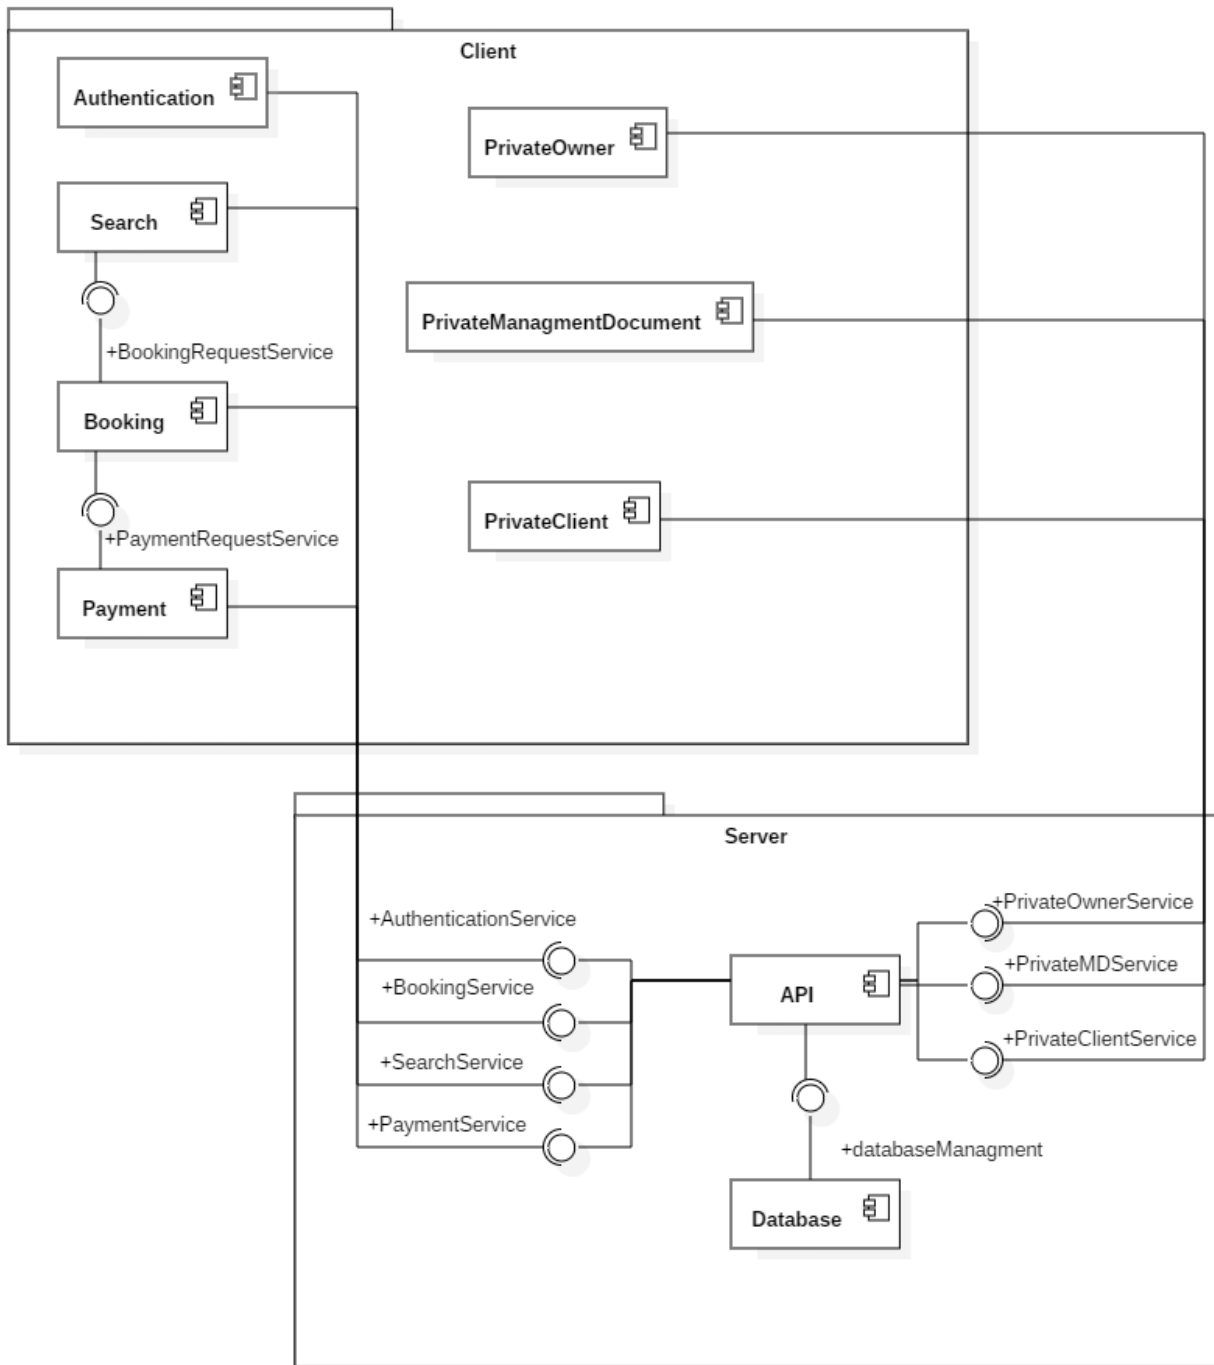 Client
Authentication
PrivateOwner
Search
PrivateManagmentDocument
+BookingRequestService
Booking
PrivateClient
+PaymentRequestService
Payment
Server
+AuthenticationService
+PrivateOwnerService
+BookingService
+PrivateMDService
API
+SearchService
+PrivateClientService
+PaymentService
+databaseManagment
Database